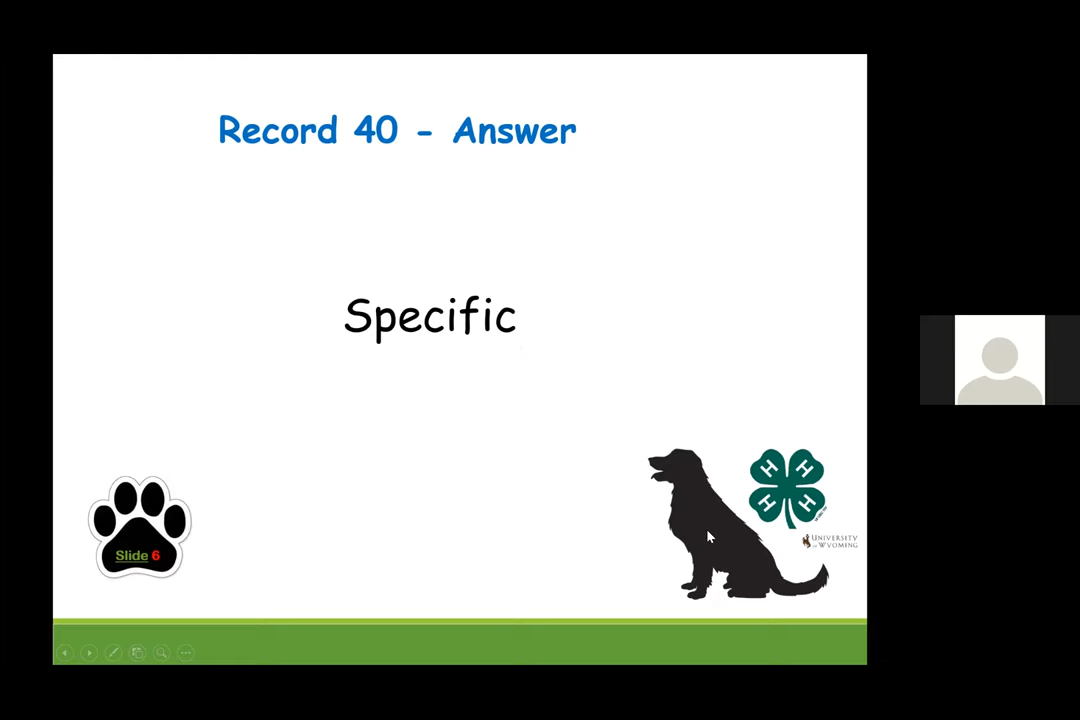 Record 40 - Answer
Specific
Slide 6
H H
H H
UNIVERSITY
OF WYOMING